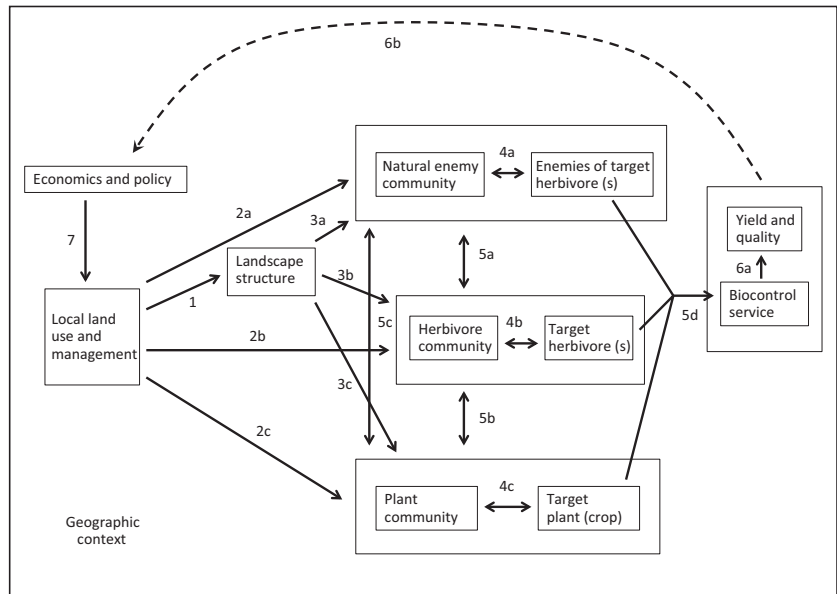 6b
Economics and policy
7
Local land
use and
management
1
Landscape
structure
2a
2b
2c
3a
3b
3c
Natural enemy
community
4a
Enemies of target
herbivore (s)
5a
5c
Herbivore
community
4b
Target
herbivore (s)
5b
Plant
community
4c
Target
plant (crop)
5d
Yield and
quality
6a
Biocontrol
service
Geographic
context